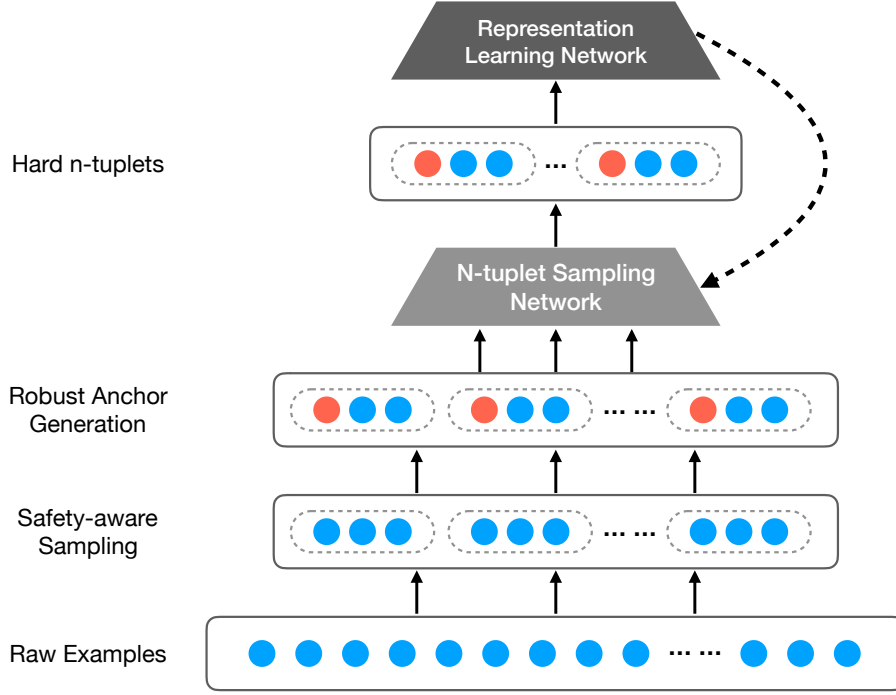 Representation
Learning Network
Hard n-tuplets
...
N-tuplet Sampling
Network
Robust Anchor
Generation
... ...
Safety-aware
Sampling
... ...
Raw Examples
... ...